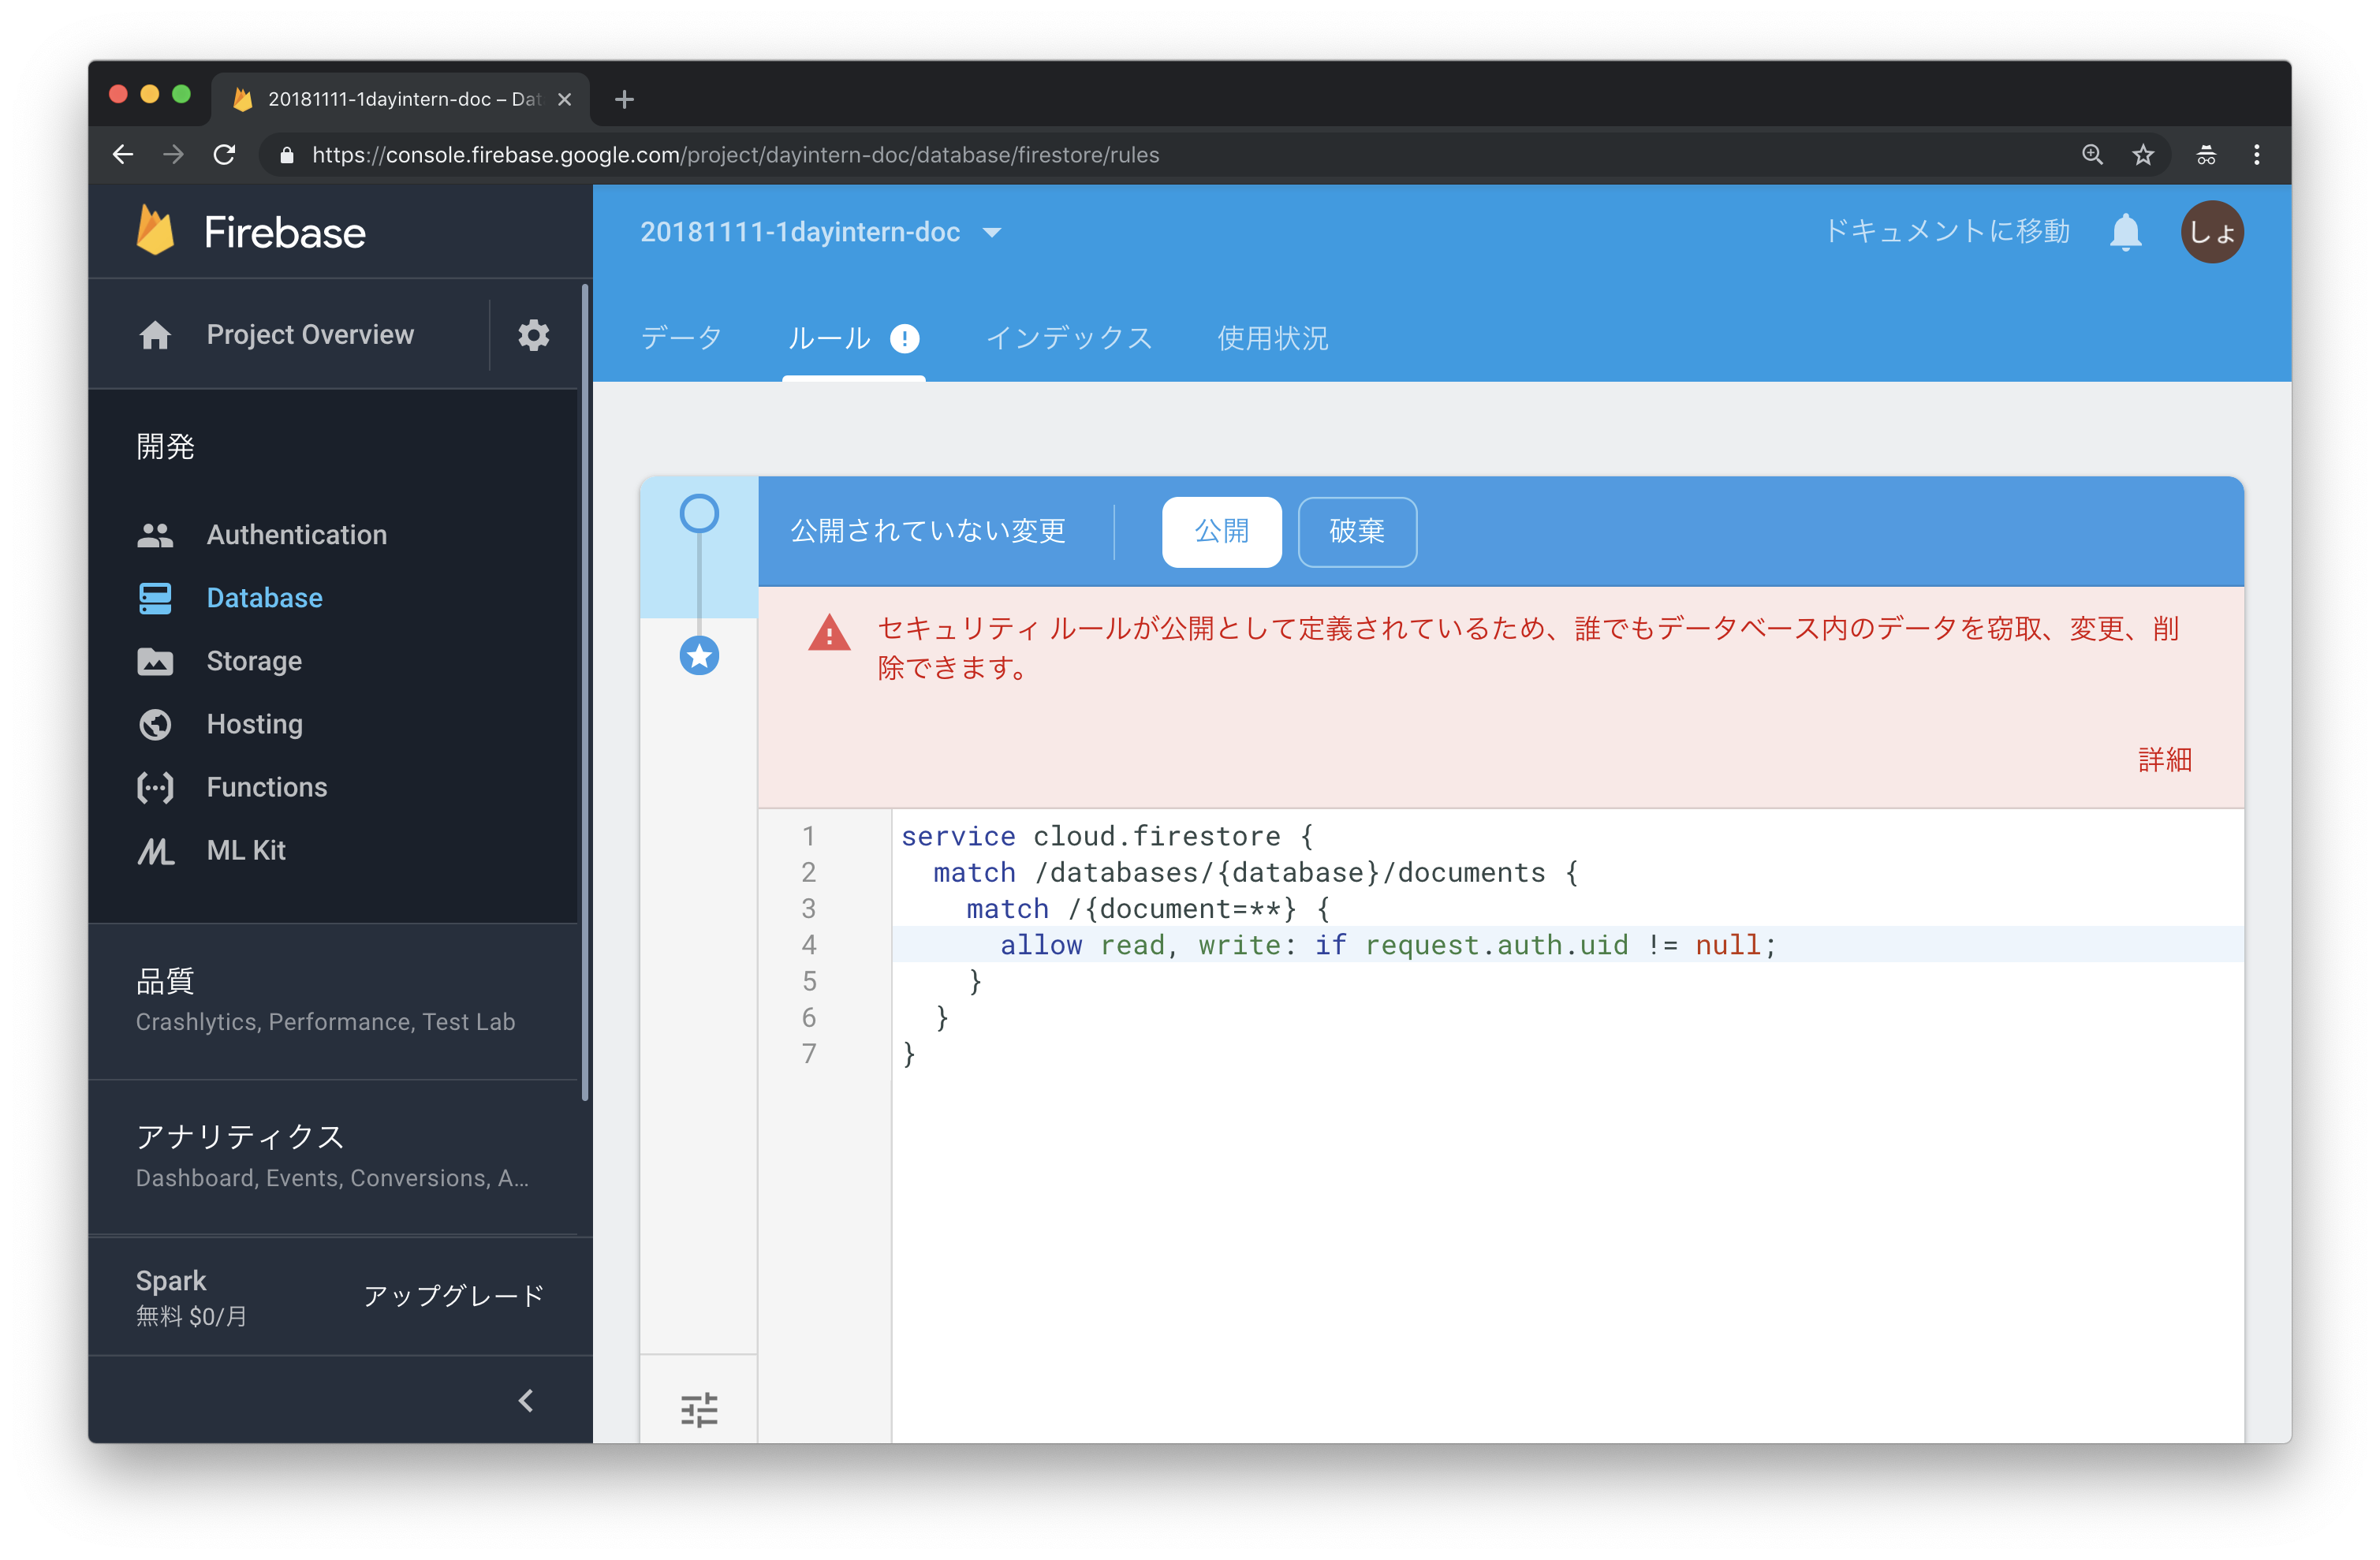 20181111-1dayintern-doc – Dat
https://console.firebase.google.com/project/dayintern-doc/database/firestore/rules
Firebase
20181111-1dayintern-doc
ドキュメントに移動
しょ
Project Overview
データ
ルール
インデックス
使用状況
開発
Authentication
Database
Storage
Hosting
Functions
ML Kit
品質
Crashlytics, Performance, Test Lab
アナリティクス
Dashboard, Events, Conversions, A...
Spark
無料 $0/月
アップグレード
公開されていない変更
公開
破棄
セキュリティ ルールが公開として定義されているため、誰でもデータベース内のデータを窃取、変更、削
除できます。
詳細
1 service cloud.firestore {
2   match /databases/{database}/documents {
3     match /{document=**} {
4       allow read, write: if request.auth.uid != null;
5     }
6   }
7 }